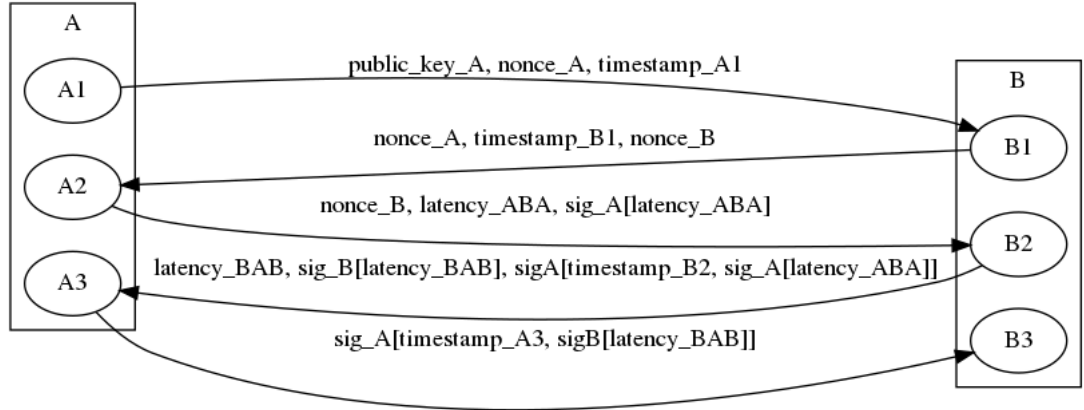 A
A1
public_key_A, nonce_A, timestamp_A1
B
B1
nonce_A, timestamp_B1, nonce_B
A2
nonce_B, latency_ABA, sig_A[latency_ABA]
B2
latency_BAB, sig_B[latency_BAB], sigA[timestamp_B2, sig_A[latency_ABA]]
A3
sig_A[timestamp_A3, sigB[latency_BAB]]
B3